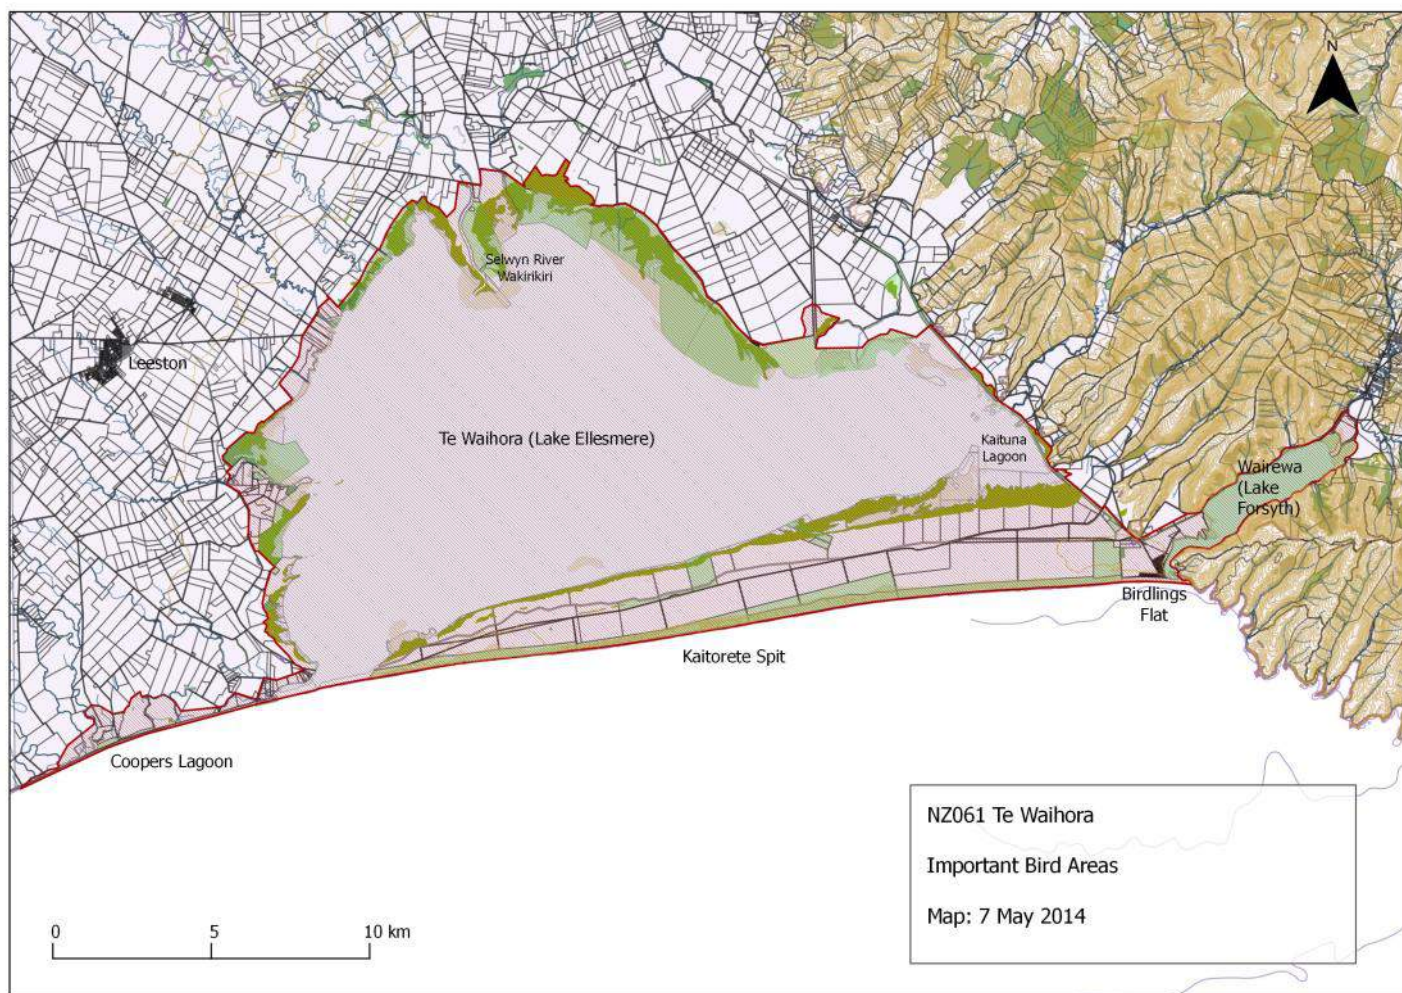 N
Selwyn River
Wakirikiri
Leeston
Te Waihora (Lake Ellesmere)
Kaituna
Lagoon
Wairewa
(Lake
Forsyth)
Birdlings
Flat
Kaitorete Spit
Coopers Lagoon
NZ061 Te Waihora
Important Bird Areas
Map: 7 May 2014
0 5 10 km